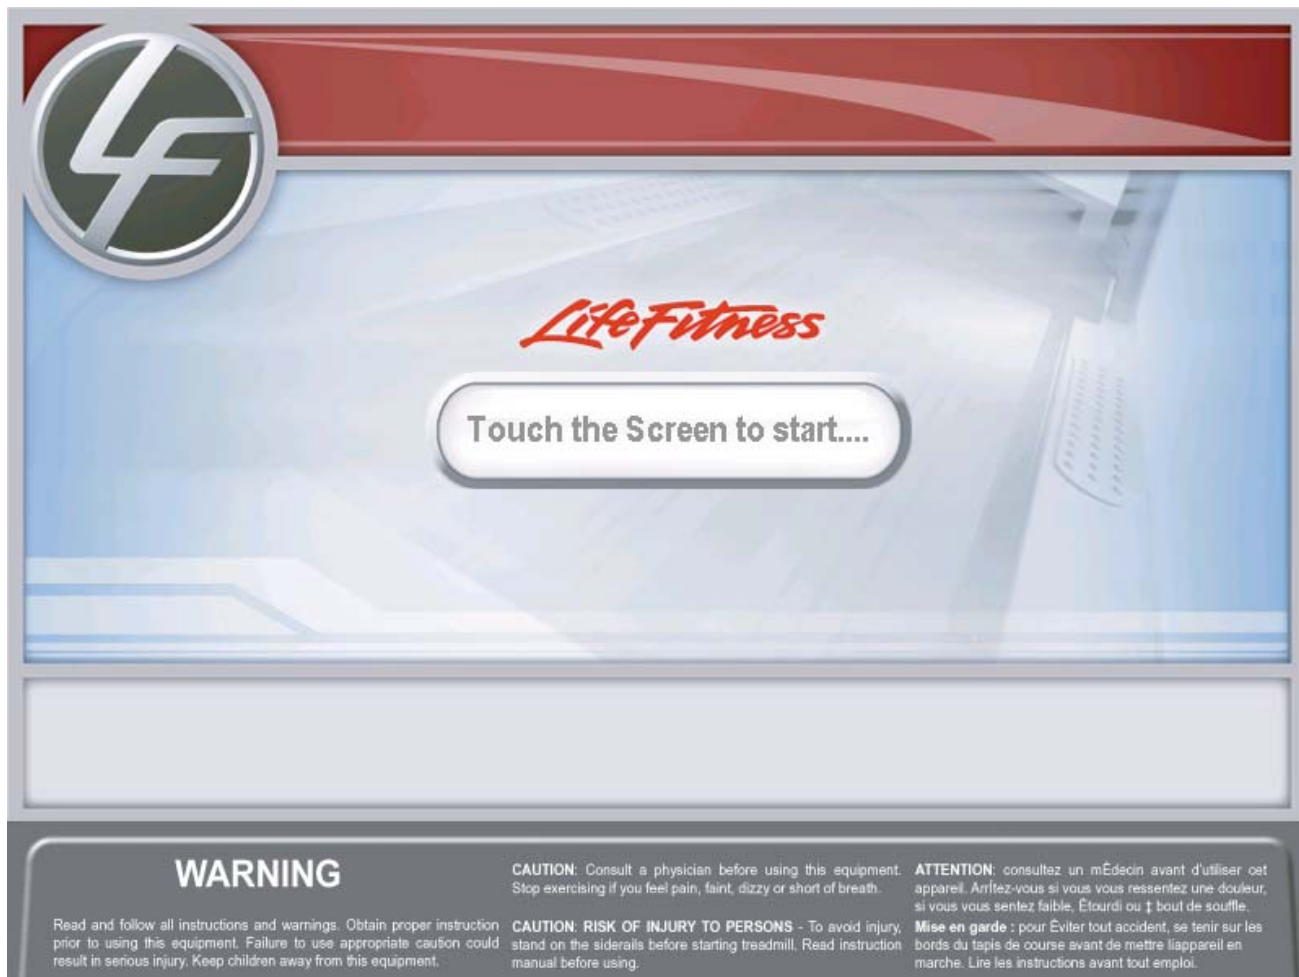 LF
LifeFitness
Touch the Screen to start....
WARNING
Read and follow all instructions and warnings. Obtain proper instruction
prior to using this equipment. Failure to use appropriate caution could
result in serious injury. Keep children away from this equipment.
CAUTION: Consult a physician before using this equipment.
Stop exercising if you feel pain, faint, dizzy or short of breath.
CAUTION: RISK OF INJURY TO PERSONS - To avoid injury,
stand on the siderails before starting treadmill. Read instruction
manual before using.
ATTENTION: consultez un mÉdecin avant d'utiliser cet
appareil. ArrÍtez-vous si vous vous ressentez une douleur,
si vous vous sentez faible, Étourdi ou ‡ bout de souffle.
Mise en garde : pour Éviter tout accident, se tenir sur les
bords du tapis de course avant de mettre líappareil en
marche. Lire les instructions avant tout emploi.